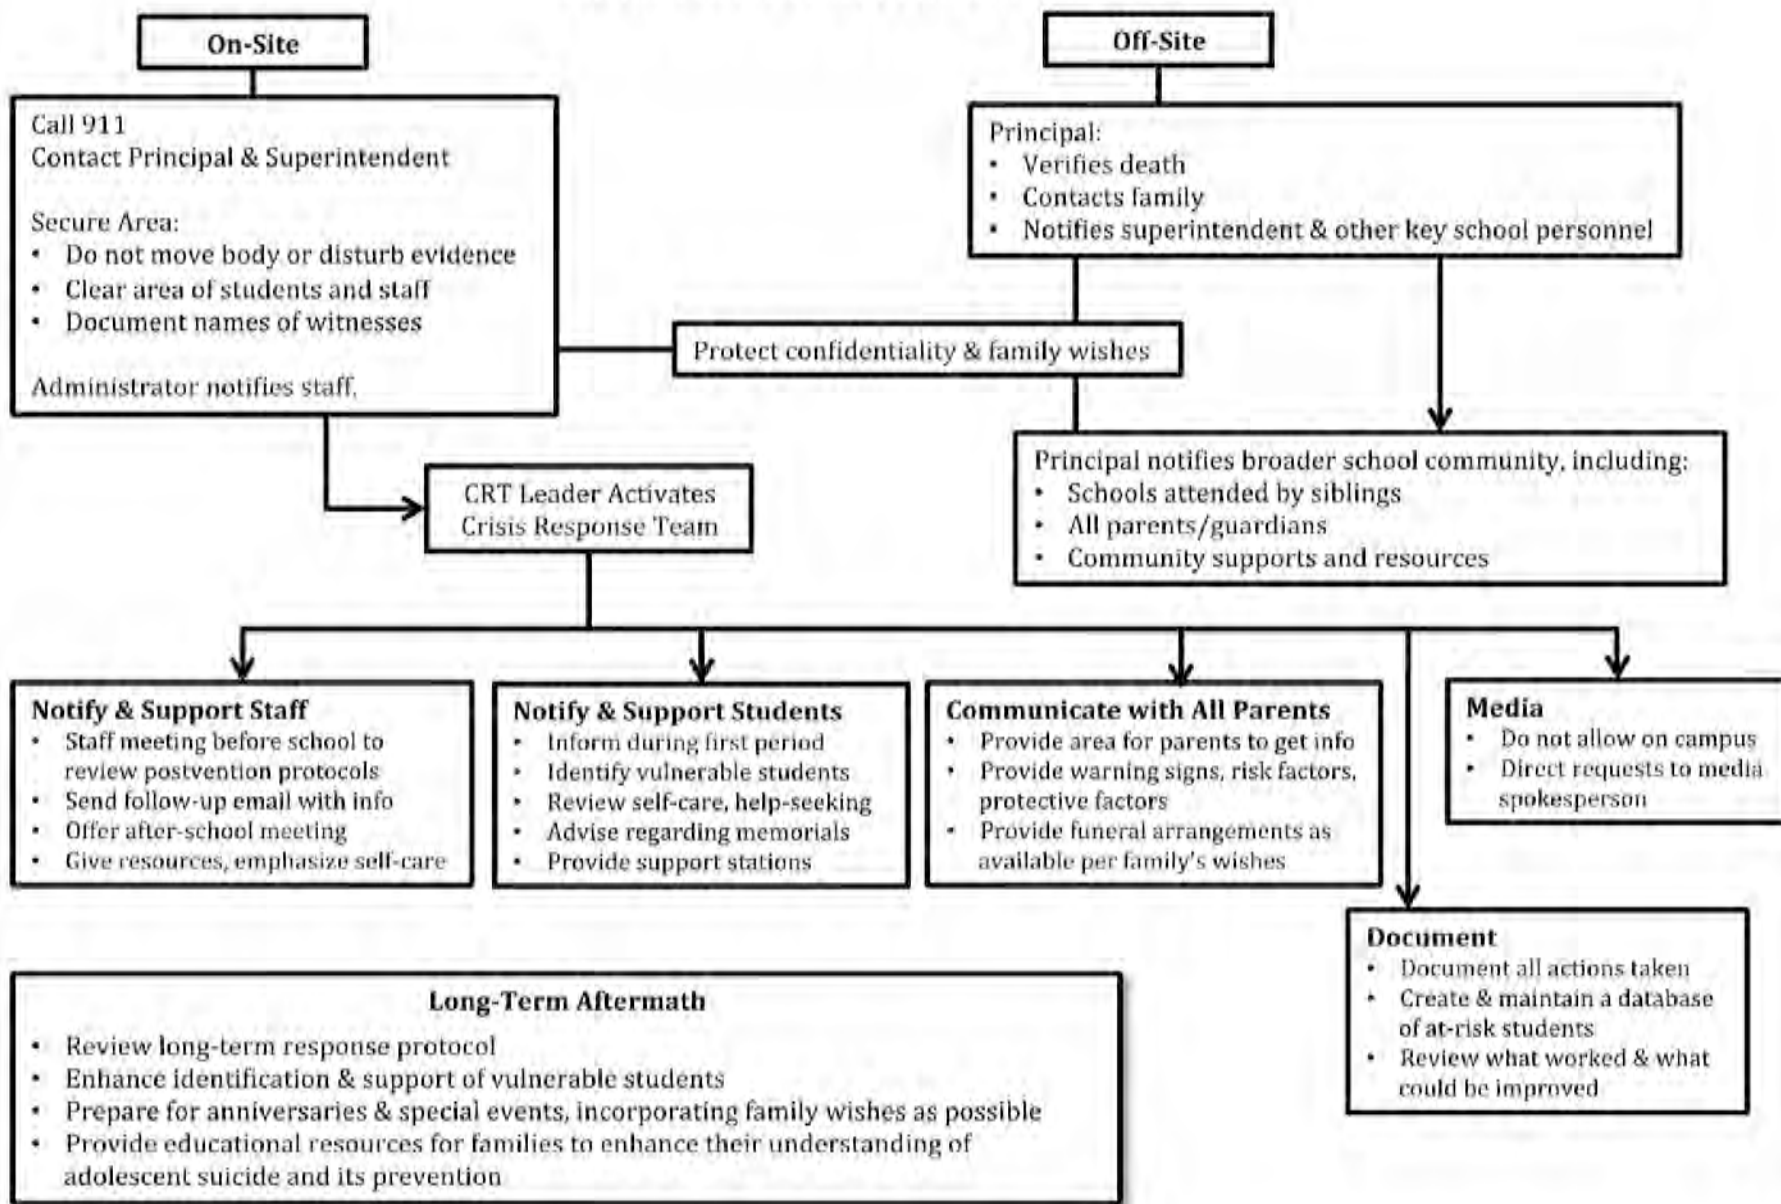 On-Site
Call 911
Contact Principal & Superintendent
Secure Area:
• Do not move body or disturb evidence
• Clear area of students and staff
• Document names of witnesses
Administrator notifies staff.
Off-Site
Principal:
• Verifies death
• Contacts family
• Notifies superintendent & other key school personnel
Protect confidentiality & family wishes
Principal notifies broader school community, including:
• Schools attended by siblings
• All parents/guardians
• Community supports and resources
CRT Leader Activates
Crisis Response Team
Notify & Support Staff
• Staff meeting before school to
review postvention protocols
• Send follow-up email with info
• Offer after-school meeting
• Give resources, emphasize self-care
Notify & Support Students
• Inform during first period
• Identify vulnerable students
• Review self-care, help-seeking
• Advise regarding memorials
• Provide support stations
Communicate with All Parents
• Provide area for parents to get info
• Provide warning signs, risk factors,
protective factors
• Provide funeral arrangements as
available per family's wishes
Media
• Do not allow on campus
• Direct requests to media
spokesperson
Document
• Document all actions taken
• Create & maintain a database
of at-risk students
• Review what worked & what
could be improved
Long-Term Aftermath
• Review long-term response protocol
• Enhance identification & support of vulnerable students
• Prepare for anniversaries & special events, incorporating family wishes as possible
• Provide educational resources for families to enhance their understanding of
adolescent suicide and its prevention